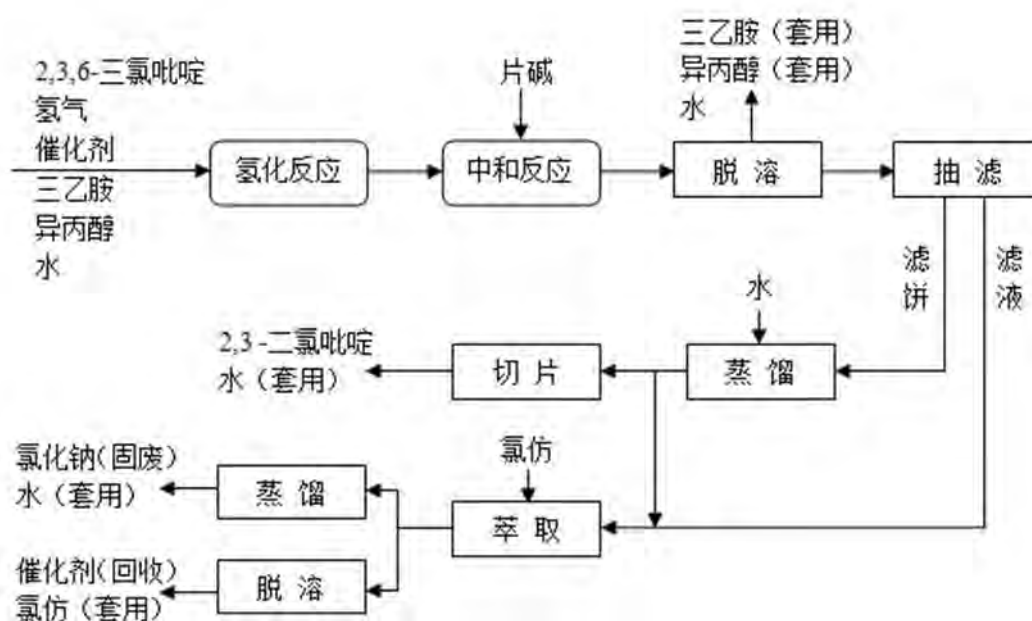 2,3,6-三氯吡啶
氢气
催化剂
三乙胺
异丙醇
水
氢化反应
片碱
中和反应
三乙胺（套用）
异丙醇（套用）
水
脱 溶
抽 滤
滤饼
滤液
水
蒸 馏
切 片
2,3 -二氯吡啶
水（套用）
氯仿
萃 取
氯化钠（固废）
水（套用）
蒸 馏
催化剂（回收）
氯仿（套用）
脱 溶